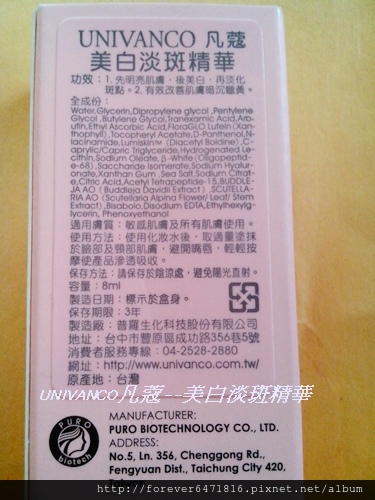 UNIVANCO 凡蔻
美白淡斑精華
功效：1. 先明亮肌膚，後美白，再淡化
斑點。2. 有效改善肌膚暗沉蠟黃。
全成份：
Water,Glycerin,Dipropylene glycol ,Pentylene
Glycol ,Butylene Glycol,Tranexamic Acid,Arb-
utin,Ethyl Ascorbic Acid,FloraGLO Lutein(Xan-
thophyll),Tocopheryl Acetate,D-Panthenol,N-
iacinamide,Lumiskin™ (Diacetyl Boldine) ,C-
aprylic/Capric Triglyceride,Hydrogenated Le-
cithin,Sodium Oleate,β-White (Oligopeptid-
e-68),Saccharide Isomerate,Sodium Hyalur-
onate,Xanthan Gum ,Sea Salt,Sodium Citrat-
e,Citric Acid,Acetyl Tetrapeptide-15,BUDDLE-
JA AO ( Buddleja Davidii Extract) ,SCUTELLA-
RIA AO (Scutellaria Alpina Flower/ Leaf/ Stem
Extract),Bisabolo,Disodium EDTA,Ethylhexylg-
lycerin, Phenoxyethanol
適用膚質：敏感肌膚及所有肌膚使用。
使用方法：使用化妝水後，取適量塗抹
於臉部及頸部肌膚，避開嘴唇，輕輕按
摩使產品滲透吸收。
保存方法：請保存於陰涼處，避免陽光直射。
容量：8ml
製造日期：標示於盒身。
保存期限：3年
製造廠：普羅生化科技股份有限公司
地址：台中市豐原區成功路356巷5號
消費者服務專線：04-2528-2880
網址：http://www.univanco.com.tw/
原產地：台灣
UNIVANCO凡蔻---美白淡斑精華
PURO
biotech
MANUFACTURER:
PURO BIOTECHNOLOGY CO., LTD.
ADDRESS:
No.5, Ln. 356, Chenggong Rd.,
Fengyuan Dist., Taichung City 420,
http://forever6471816.pixnet.net/album